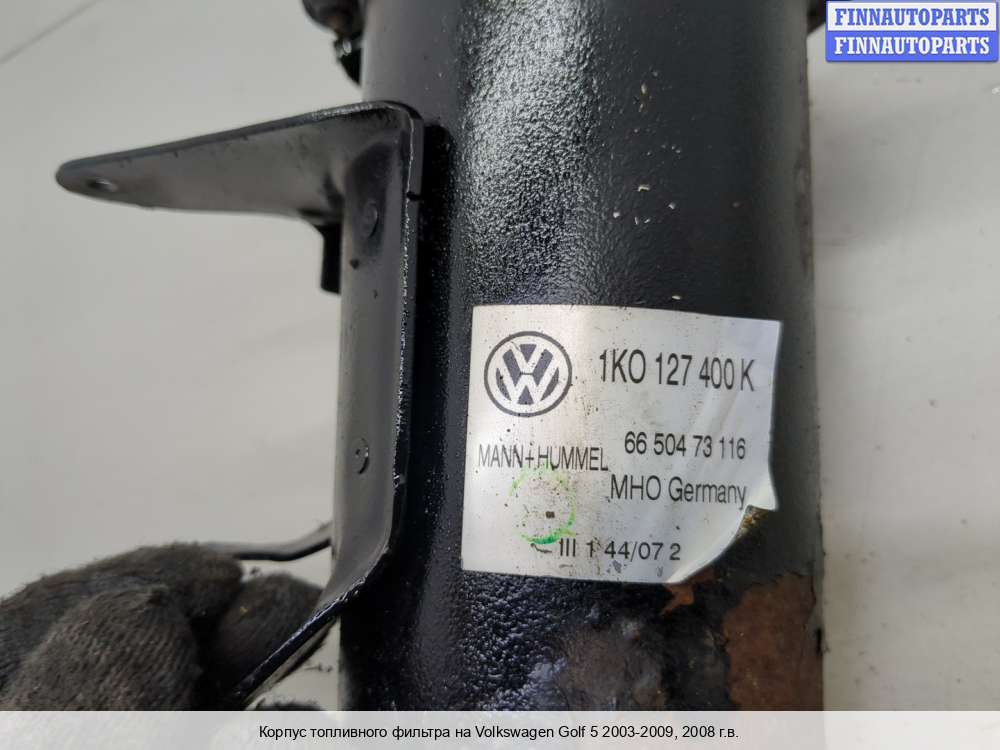 FINNAUTOPARTS
FINNAUTOPARTS
1KO 127 400 K
66 504 73 116
MANN+HUMMEL
MHO Germany
III 1 44/07 2
Корпус топливного фильтра на Volkswagen Golf 5 2003-2009, 2008 г.в.